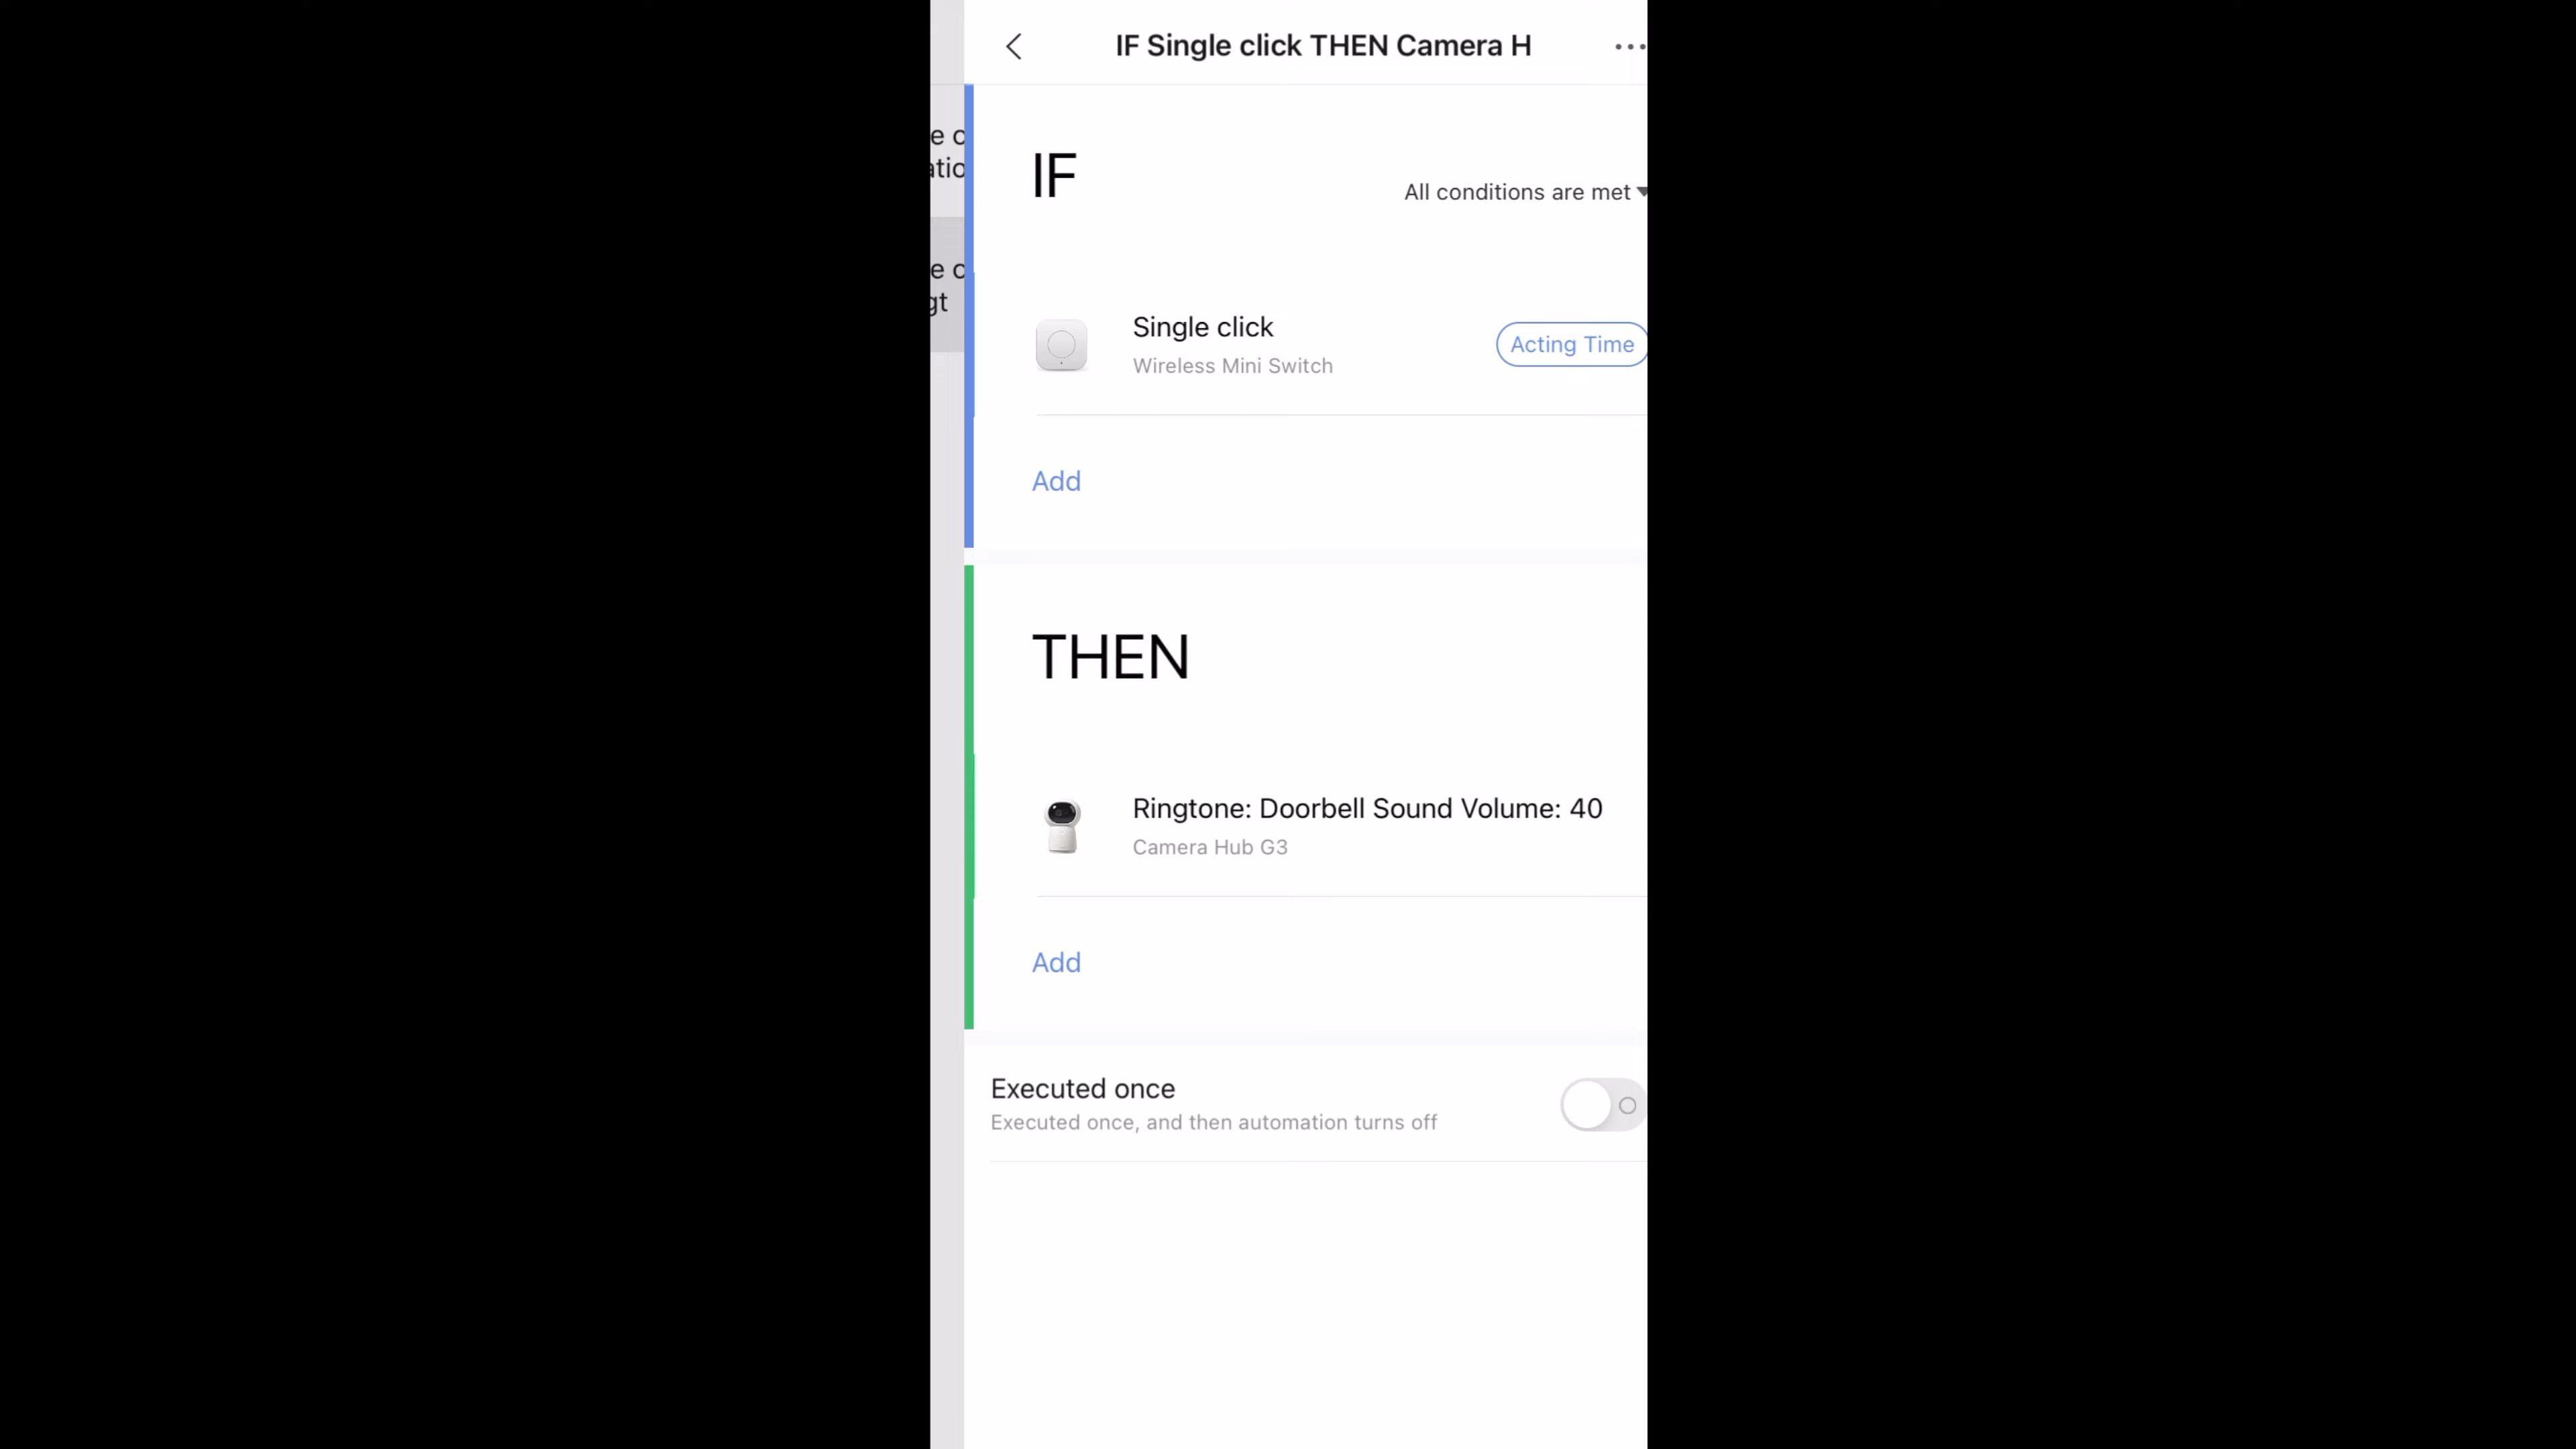 IF Single click THEN Camera H
IF
All conditions are met
Single click
Wireless Mini Switch
Acting Time
Add
THEN
Ringtone: Doorbell Sound Volume: 40
Camera Hub G3
Add
Executed once
Executed once, and then automation turns off